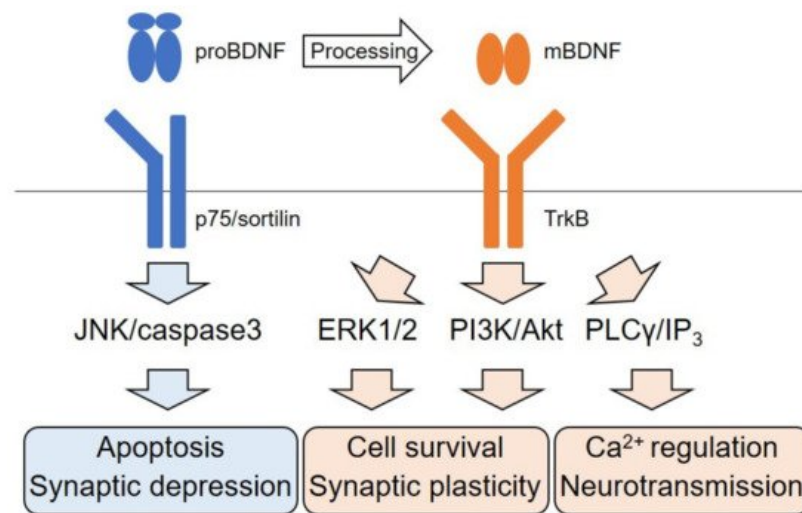 proBDNF
Processing
mBDNF
p75/sortilin
TrkB
JNK/caspase3
ERK1/2
PI3K/Akt
PLCγ/IP₃
Apoptosis
Synaptic depression
Cell survival
Synaptic plasticity
Ca²⁺ regulation
Neurotransmission